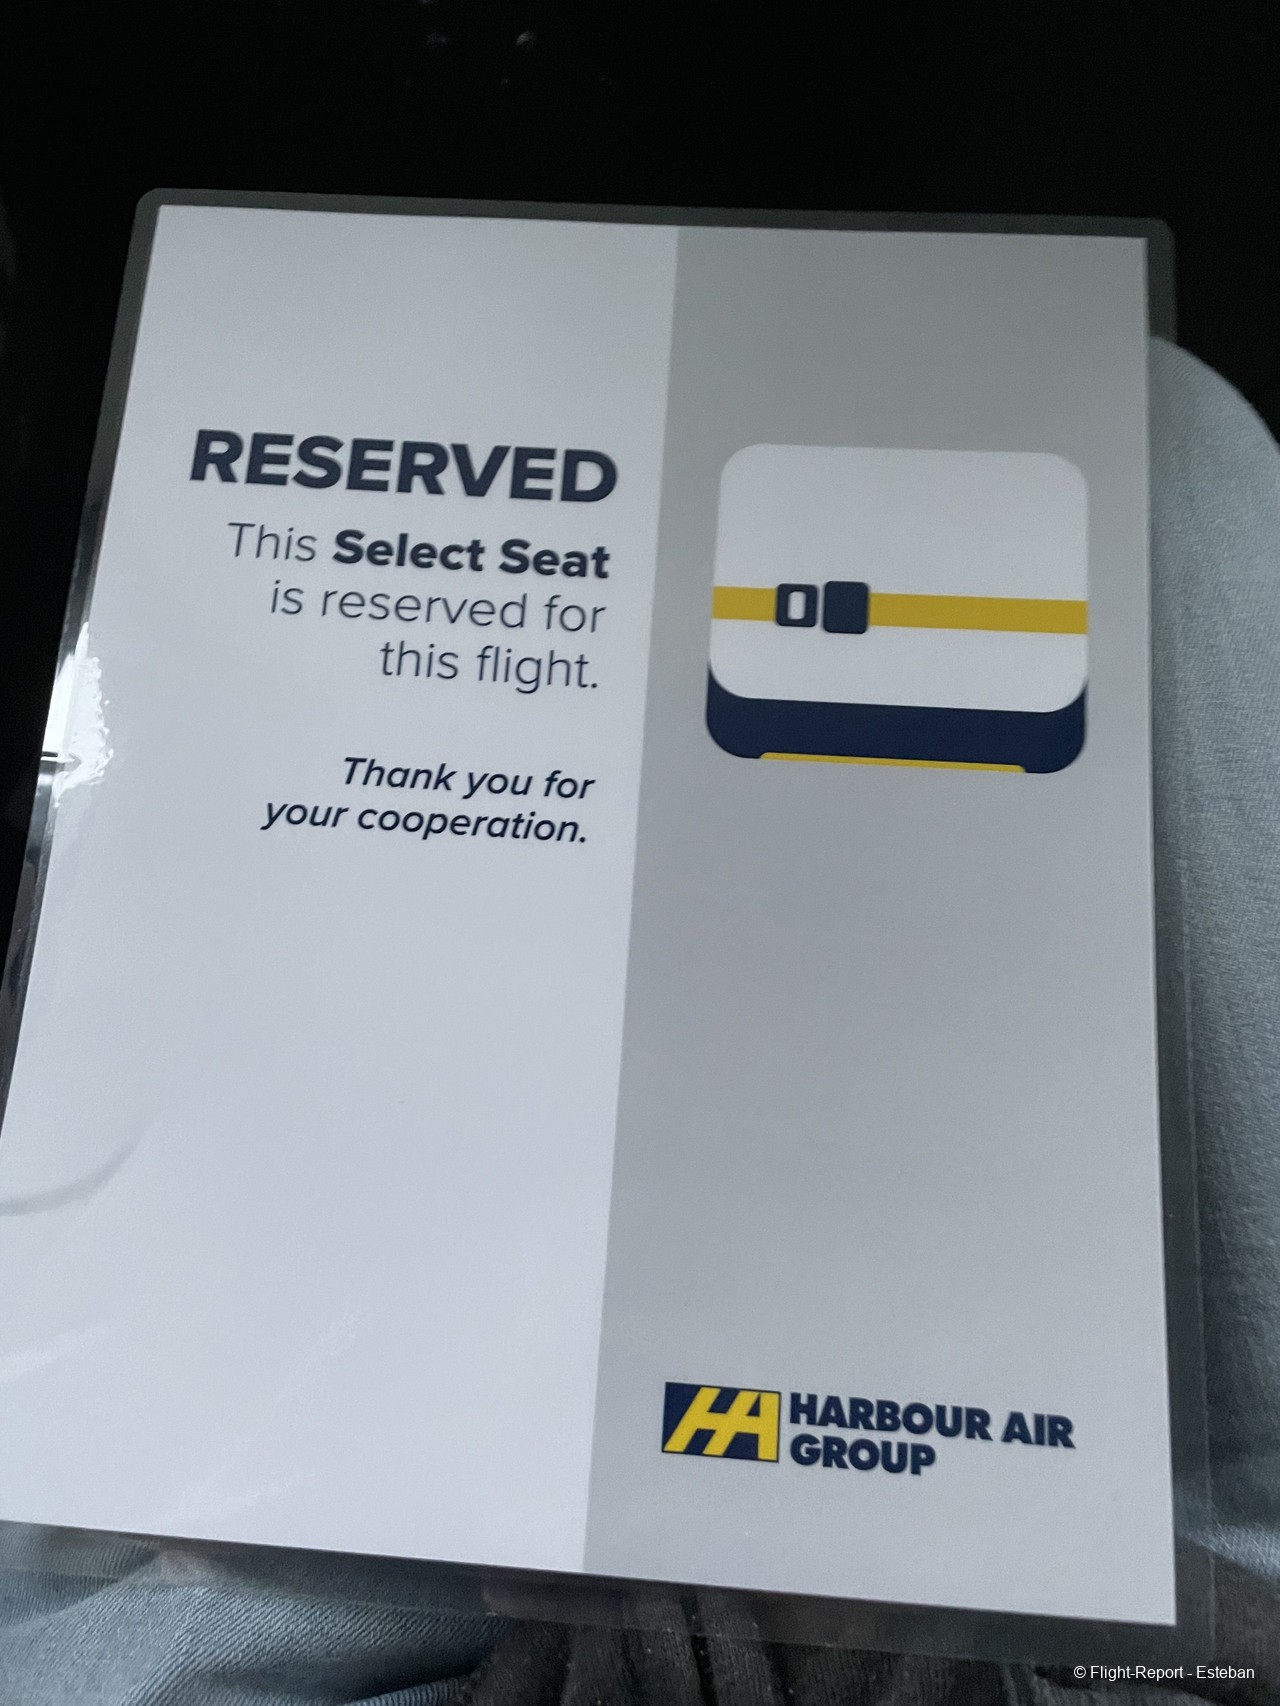 RESERVED
This Select Seat
is reserved for
this flight.
Thank you for
your cooperation.
HA HARBOUR AIR
GROUP
© Flight-Report - Esteban